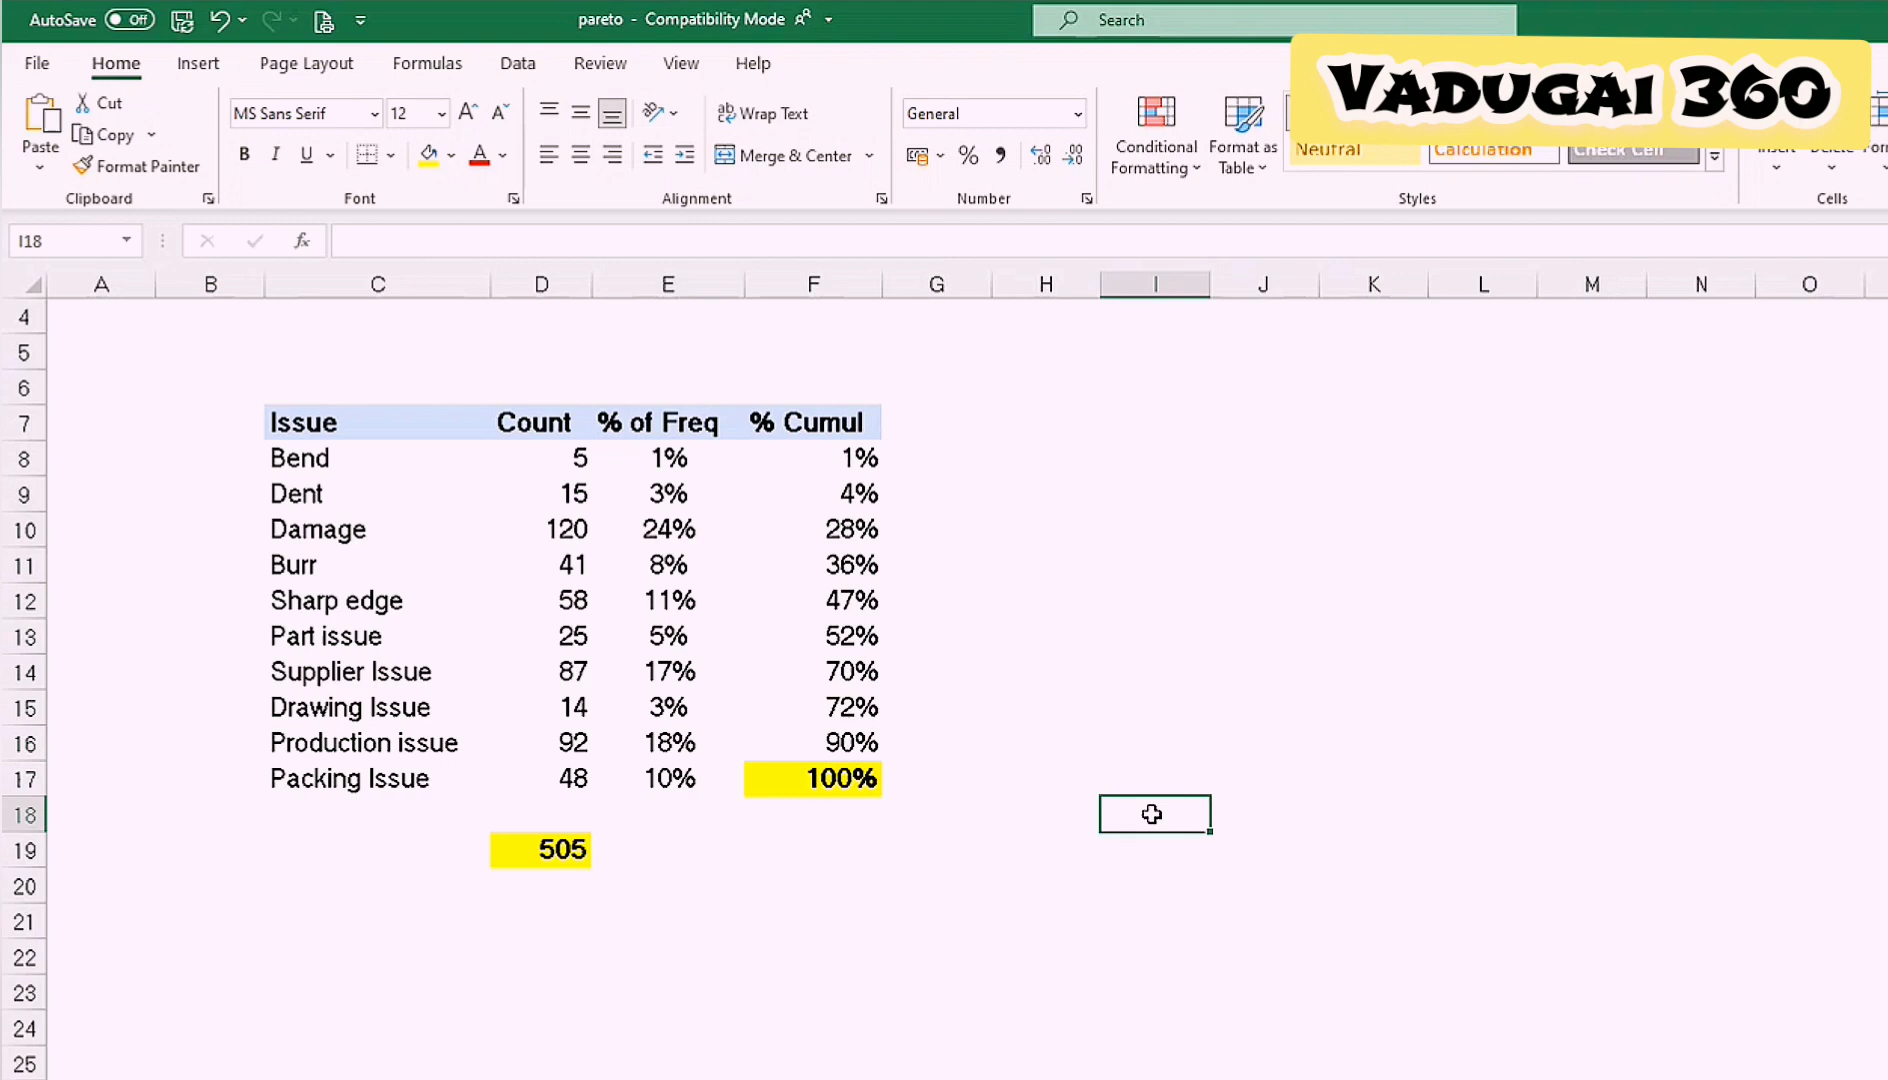 AutoSave Off pareto - Compatibility Mode Search
VADUGAI 360
File Home Insert Page Layout Formulas Data Review View Help
Paste Cut Copy Format Painter
MS Sans Serif 12
B I U A
ab Wrap Text
Merge & Center
General
Conditional Formatting
Format as Table
Neutral Calculation Check Cell
Insert Delete
Clipboard Font Alignment Number Styles Cells
I18 fx
A B C D E F G H I J K L M N O
4
5
6
7 Issue Count % of Freq % Cumul
8 Bend 5 1% 1%
9 Dent 15 3% 4%
10 Damage 120 24% 28%
11 Burr 41 8% 36%
12 Sharp edge 58 11% 47%
13 Part issue 25 5% 52%
14 Supplier Issue 87 17% 70%
15 Drawing Issue 14 3% 72%
16 Production issue 92 18% 90%
17 Packing Issue 48 10% 100%
18
19 505
20
21
22
23
24
25